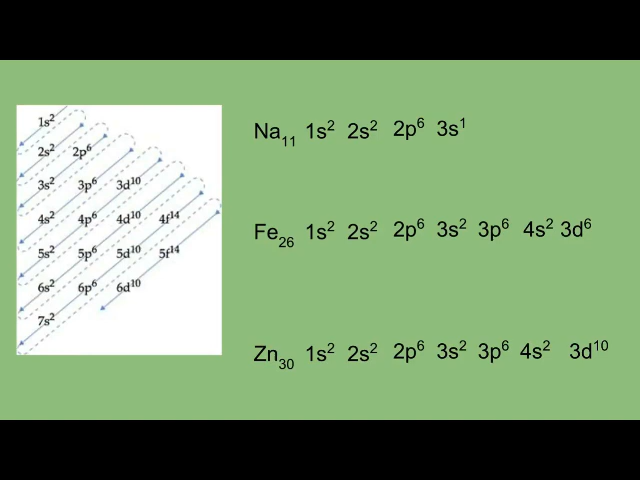 1s²
2s² 2p⁶
3s² 3p⁶ 3d¹⁰
4s² 4p⁶ 4d¹⁰ 4f¹⁴
5s² 5p⁶ 5d¹⁰ 5f¹⁴
6s² 6p⁶ 6d¹⁰
7s²
Na₁₁ 1s² 2s² 2p⁶ 3s¹
Fe₂₆ 1s² 2s² 2p⁶ 3s² 3p⁶ 4s² 3d⁶
Zn₃₀ 1s² 2s² 2p⁶ 3s² 3p⁶ 4s² 3d¹⁰